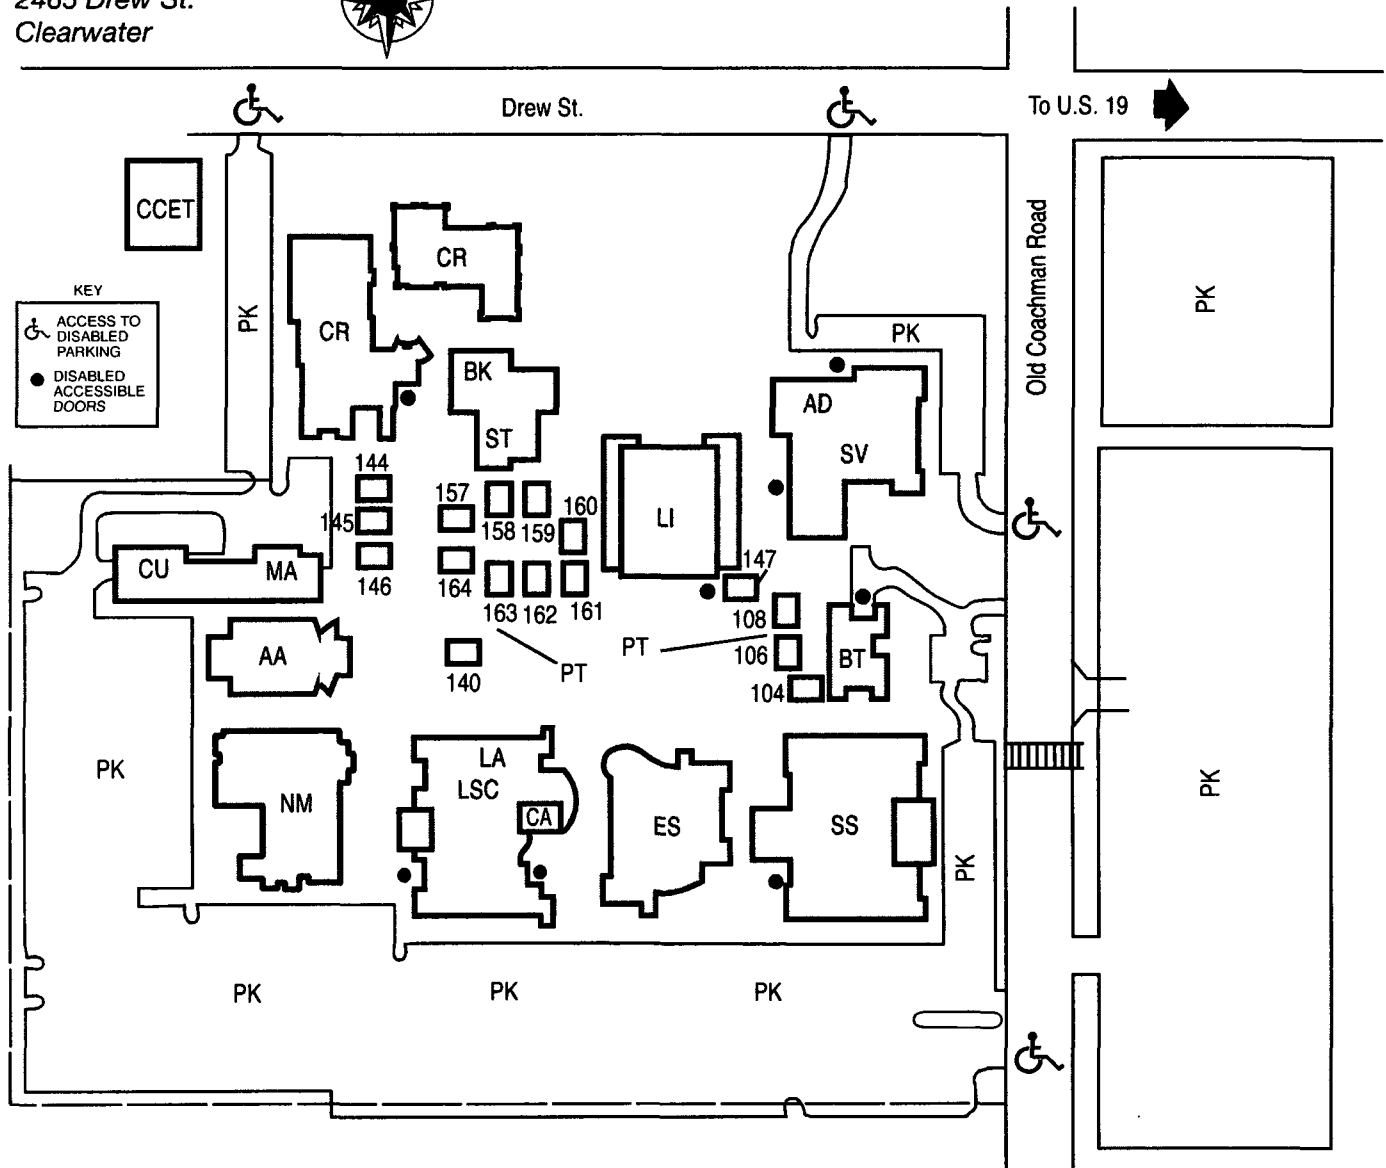 2465 Drew St.
Clearwater
Drew St.
To U.S. 19
CCET
KEY
ACCESS TO
DISABLED
PARKING
DISABLED
ACCESSIBLE
DOORS
PK
CR
CR
BK
ST
PK
AD
SV
Old Coachman Road
PK
144
145
146
157
158
159
160
164
163
162
161
LI
147
108
106
104
PT
PT
140
BT
CU
MA
AA
PK
NM
LA
LSC
CA
ES
SS
PK
PK
PK
PK
PK